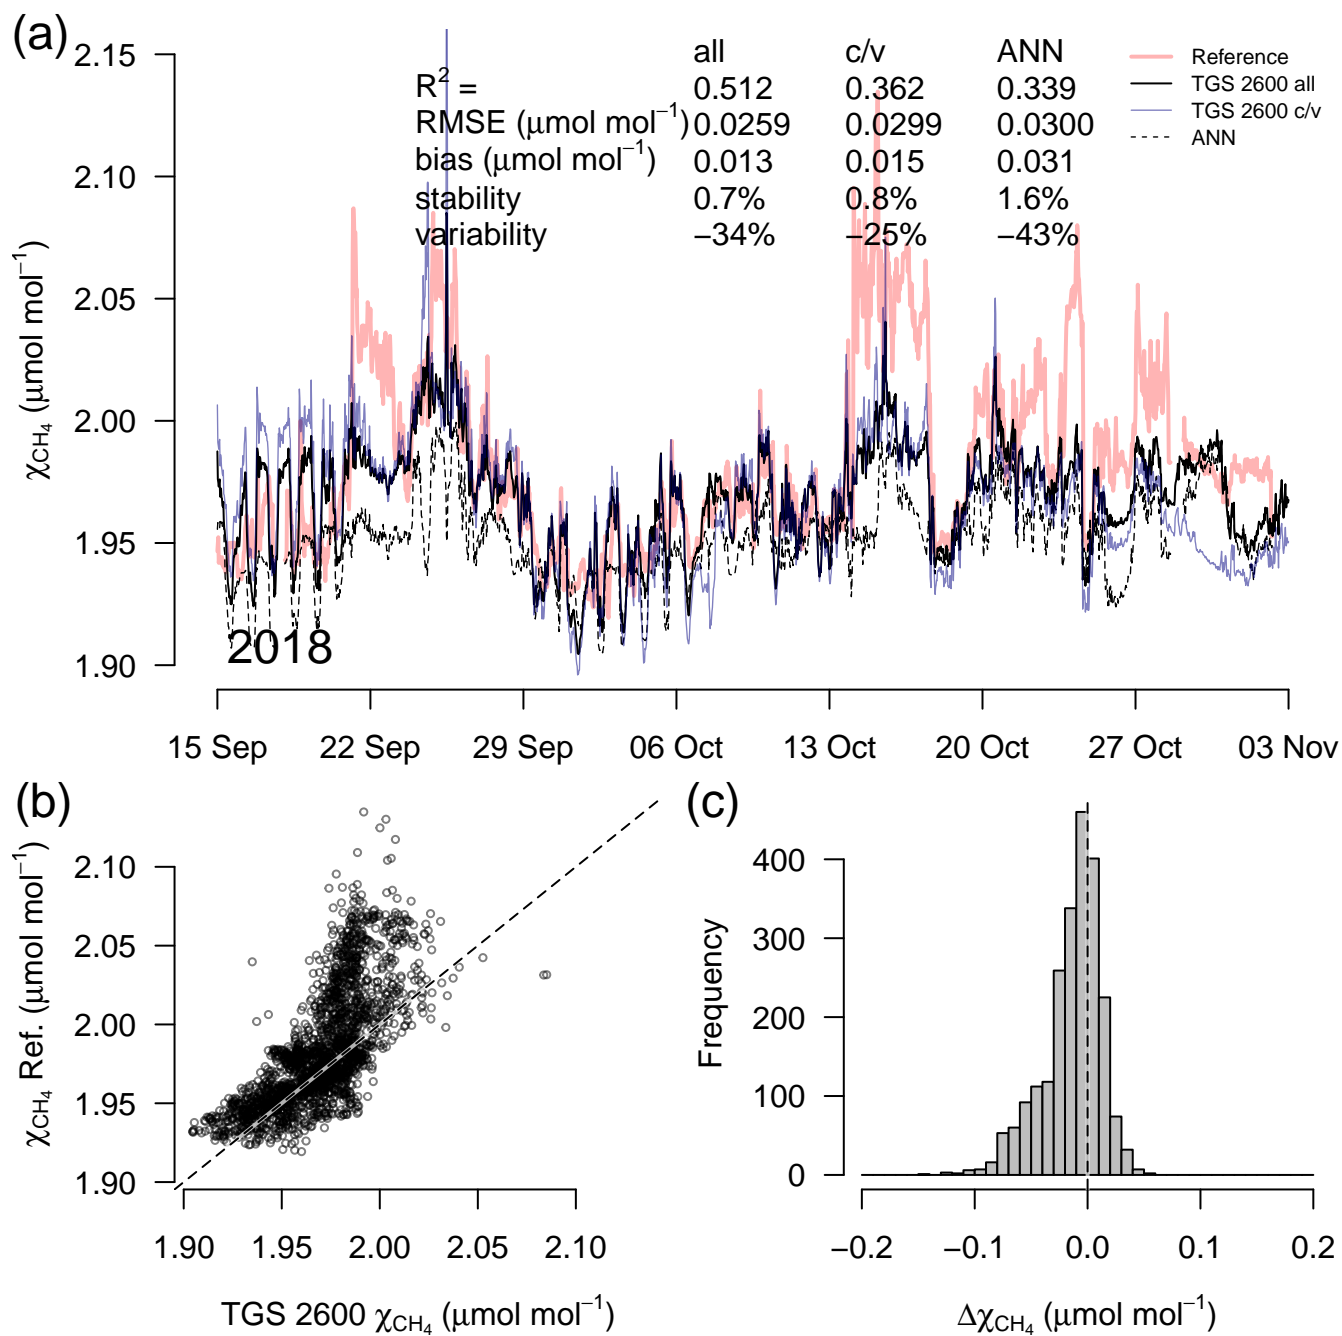 (a)
all c/v ANN
R² = 0.512 0.362 0.339
RMSE (μmol mol⁻¹) 0.0259 0.0299 0.0300
bias (μmol mol⁻¹) 0.013 0.015 0.031
stability 0.7% 0.8% 1.6%
variability −34% −25% −43%
Reference
TGS 2600 all
TGS 2600 c/v
ANN
2.15
2.10
2.05
2.00
1.95
1.90
χCH₄ (μmol mol⁻¹)
2018
15 Sep 22 Sep 29 Sep 06 Oct 13 Oct 20 Oct 27 Oct 03 Nov
(b)
2.10
2.05
2.00
1.95
1.90
χCH₄ Ref. (μmol mol⁻¹)
1.90 1.95 2.00 2.05 2.10
TGS 2600 χCH₄ (μmol mol⁻¹)
(c)
400
300
200
100
0
Frequency
−0.2 −0.1 0.0 0.1 0.2
ΔχCH₄ (μmol mol⁻¹)